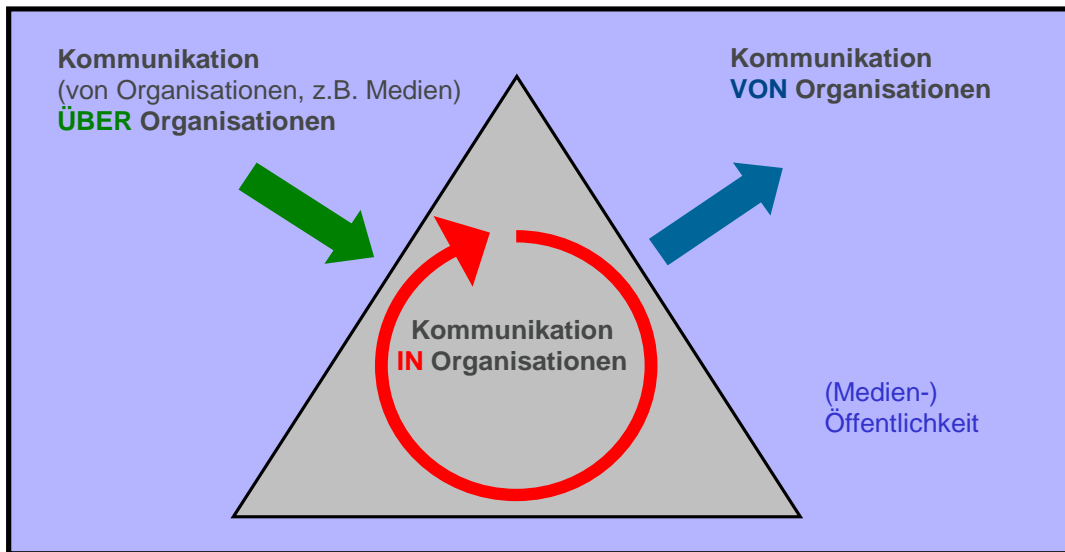 Kommunikation
(von Organisationen, z.B. Medien)
ÜBER Organisationen
Kommunikation
VON Organisationen
Kommunikation
IN Organisationen
(Medien-)
Öffentlichkeit